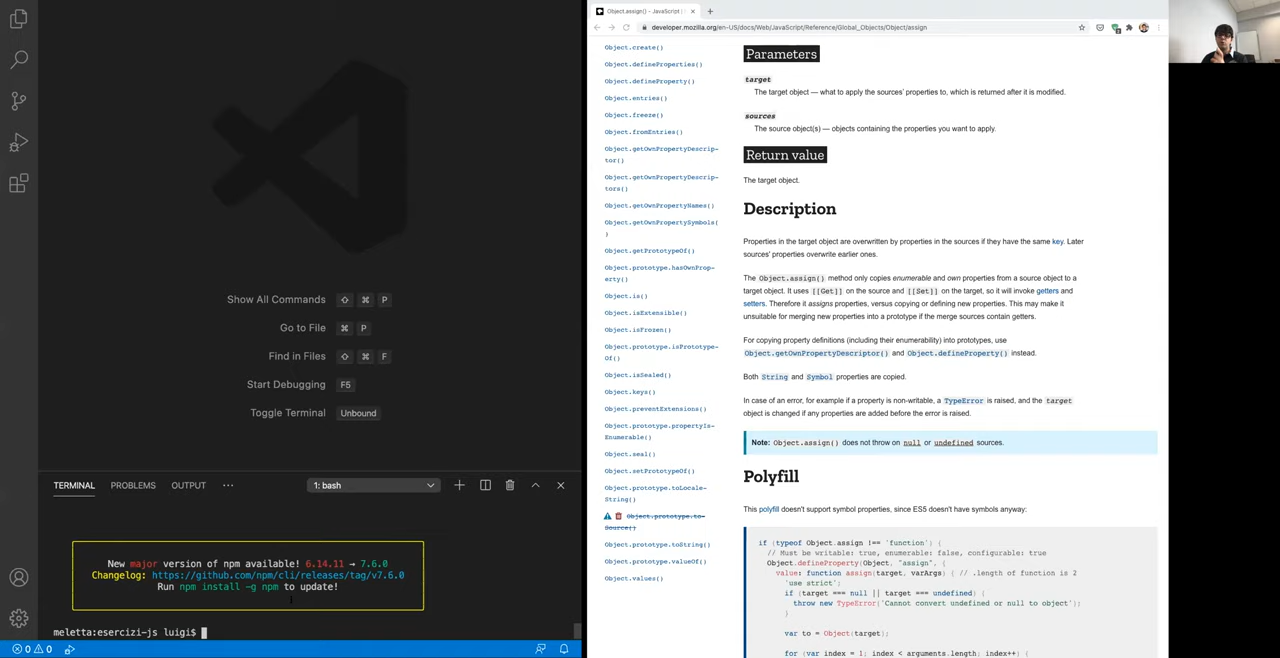 Show All Commands ⇧ ⌘ P
Go to File ⌘ P
Find in Files ⇧ ⌘ F
Start Debugging F5
Toggle Terminal Unbound
TERMINAL PROBLEMS OUTPUT ··· 1: bash
New major version of npm available! 6.14.11 → 7.6.0
Changelog: https://github.com/npm/cli/releases/tag/v7.6.0
Run npm install -g npm to update!
meletta:esercizi-js luigi$
0 0
Object.assign() - JavaScript |
developer.mozilla.org/en-US/docs/Web/JavaScript/Reference/Global_Objects/Object/assign
Object.create()
Object.defineProperties()
Object.defineProperty()
Object.entries()
Object.freeze()
Object.fromEntries()
Object.getOwnPropertyDescrip-
tor()
Object.getOwnPropertyDescrip-
tors()
Object.getOwnPropertyNames()
Object.getOwnPropertySymbols(
)
Object.getPrototypeOf()
Object.prototype.hasOwnProp-
erty()
Object.is()
Object.isExtensible()
Object.isFrozen()
Object.prototype.isPrototype-
Of()
Object.isSealed()
Object.keys()
Object.preventExtensions()
Object.prototype.propertyIs-
Enumerable()
Object.seal()
Object.setPrototypeOf()
Object.prototype.toLocale-
String()
Object.prototype.to-
Source()
Object.prototype.toString()
Object.prototype.valueOf()
Object.values()
Parameters
target
The target object — what to apply the sources' properties to, which is returned after it is modified.
sources
The source object(s) — objects containing the properties you want to apply.
Return value
The target object.
Description
Properties in the target object are overwritten by properties in the sources if they have the same key. Later
sources' properties overwrite earlier ones.
The Object.assign() method only copies enumerable and own properties from a source object to a
target object. It uses [[Get]] on the source and [[Set]] on the target, so it will invoke getters and
setters. Therefore it assigns properties, versus copying or defining new properties. This may make it
unsuitable for merging new properties into a prototype if the merge sources contain getters.
For copying property definitions (including their enumerability) into prototypes, use
Object.getOwnPropertyDescriptor() and Object.defineProperty() instead.
Both String and Symbol properties are copied.
In case of an error, for example if a property is non-writable, a TypeError is raised, and the target
object is changed if any properties are added before the error is raised.
Note: Object.assign() does not throw on null or undefined sources.
Polyfill
This polyfill doesn't support symbol properties, since ES5 doesn't have symbols anyway:
if (typeof Object.assign !== 'function') {
// Must be writable: true, enumerable: false, configurable: true
Object.defineProperty(Object, "assign", {
value: function assign(target, varArgs) { // .length of function is 2
'use strict';
if (target === null || target === undefined) {
throw new TypeError('Cannot convert undefined or null to object');
}
var to = Object(target);
for (var index = 1; index < arguments.length; index++) {